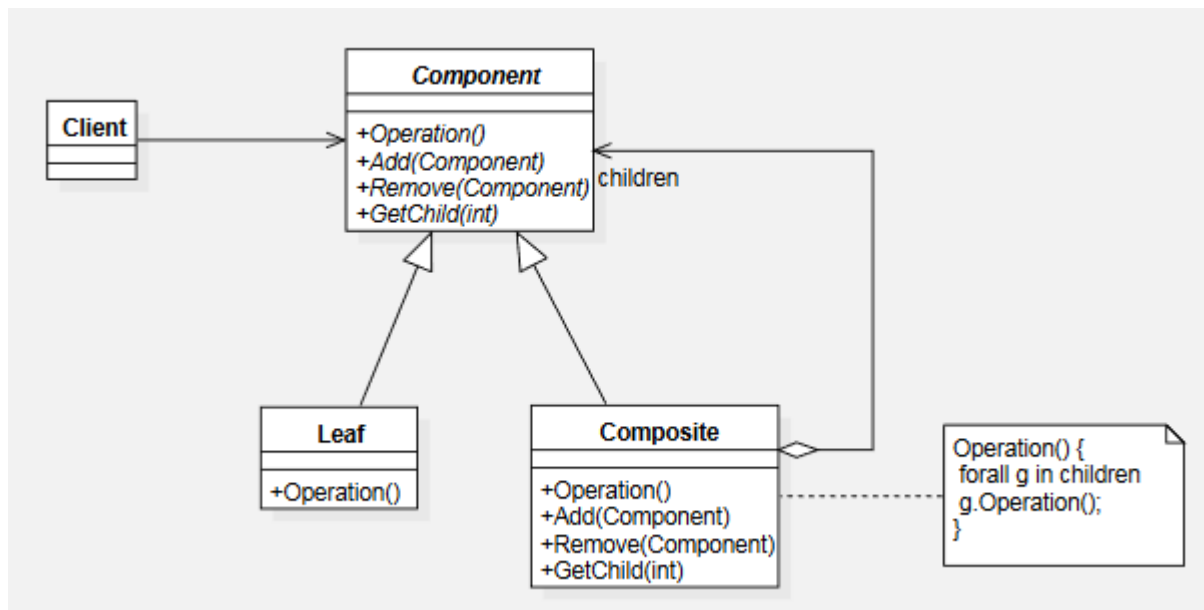 Component
Client
+Operation()
+Add(Component)
+Remove(Component)
+GetChild(int)
children
Leaf
+Operation()
Composite
+Operation()
+Add(Component)
+Remove(Component)
+GetChild(int)
Operation() {
forall g in children
g.Operation();
}